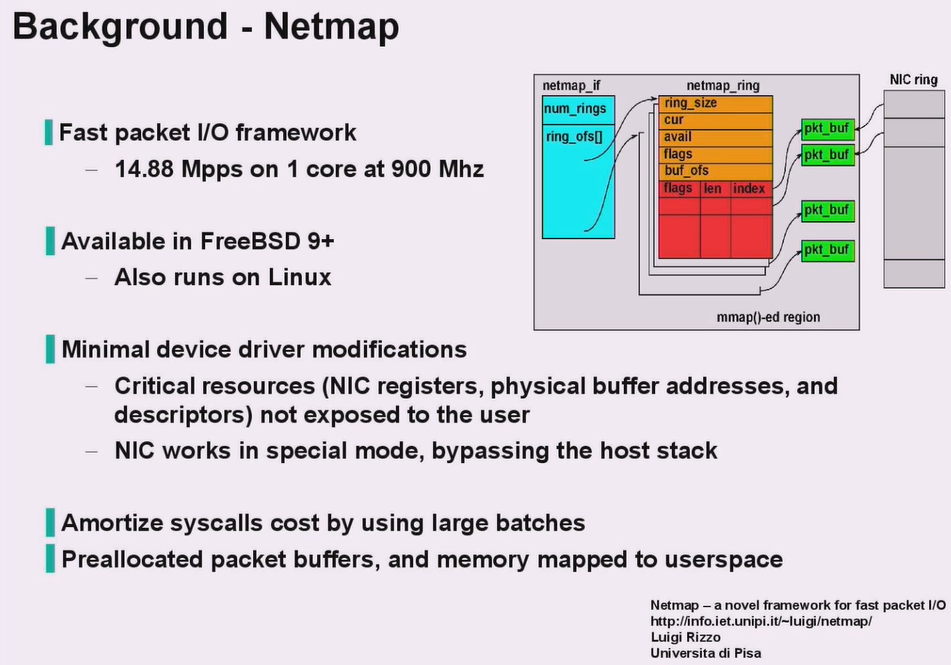 Background - Netmap
Fast packet I/O framework
– 14.88 Mpps on 1 core at 900 Mhz
Available in FreeBSD 9+
– Also runs on Linux
Minimal device driver modifications
– Critical resources (NIC registers, physical buffer addresses, and
descriptors) not exposed to the user
– NIC works in special mode, bypassing the host stack
Amortize syscalls cost by using large batches
Preallocated packet buffers, and memory mapped to userspace
netmap_if
num_rings
ring_ofs[]
netmap_ring
ring_size
cur
avail
flags
buf_ofs
flags len index
pkt_buf
pkt_buf
pkt_buf
pkt_buf
NIC ring
mmap()-ed region
Netmap – a novel framework for fast packet I/O
http://info.iet.unipi.it/~luigi/netmap/
Luigi Rizzo
Universita di Pisa